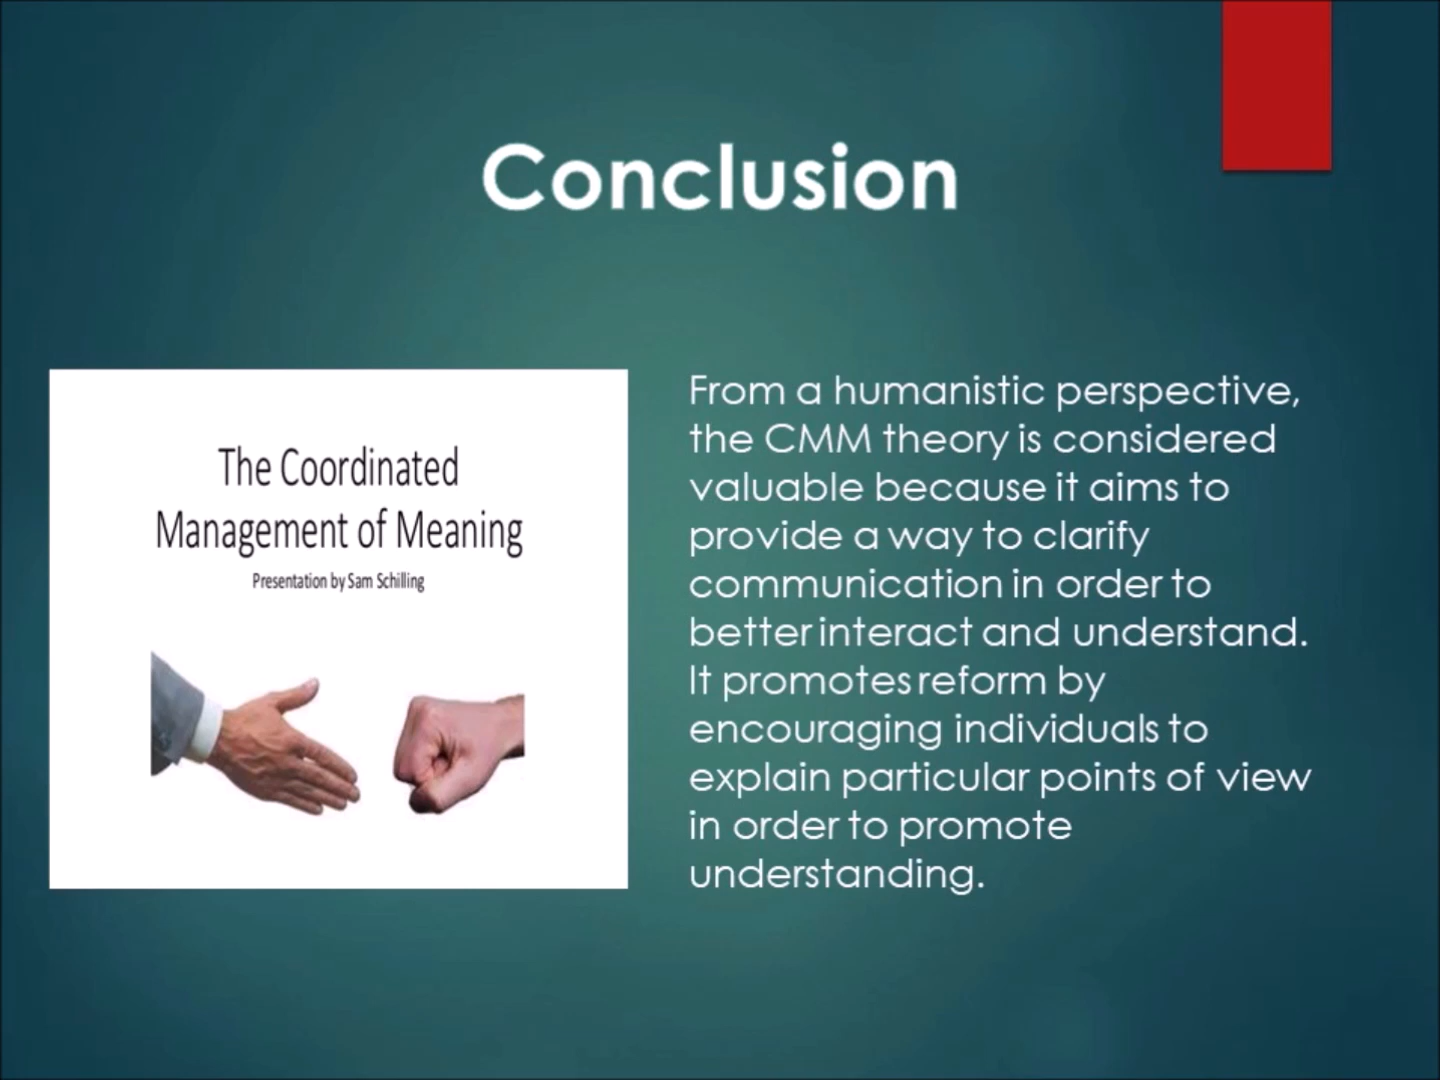 Conclusion
The Coordinated
Management of Meaning
Presentation by Sam Schilling
From a humanistic perspective,
the CMM theory is considered
valuable because it aims to
provide a way to clarify
communication in order to
better interact and understand.
It promotes reform by
encouraging individuals to
explain particular points of view
in order to promote
understanding.